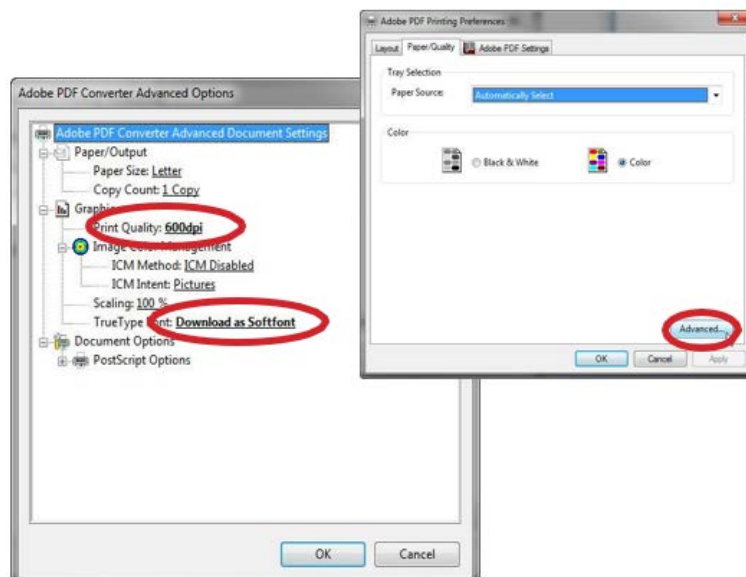 Adobe PDF Converter Advanced Options
Adobe PDF Converter Advanced Document Settings
Paper/Output
Paper Size: Letter
Copy Count: 1 Copy
Graphic
Print Quality: 600dpi
Image Color Management
ICM Method: ICM Disabled
ICM Intent: Pictures
Scaling: 100 %
TrueType Font: Download as Softfont
Document Options
PostScript Options
OK Cancel
Adobe PDF Printing Preferences
Layout Paper/Quality Adobe PDF Settings
Tray Selection
Paper Source: Automatically Select
Color
Black & White Color
Advanced...
OK Cancel Apply